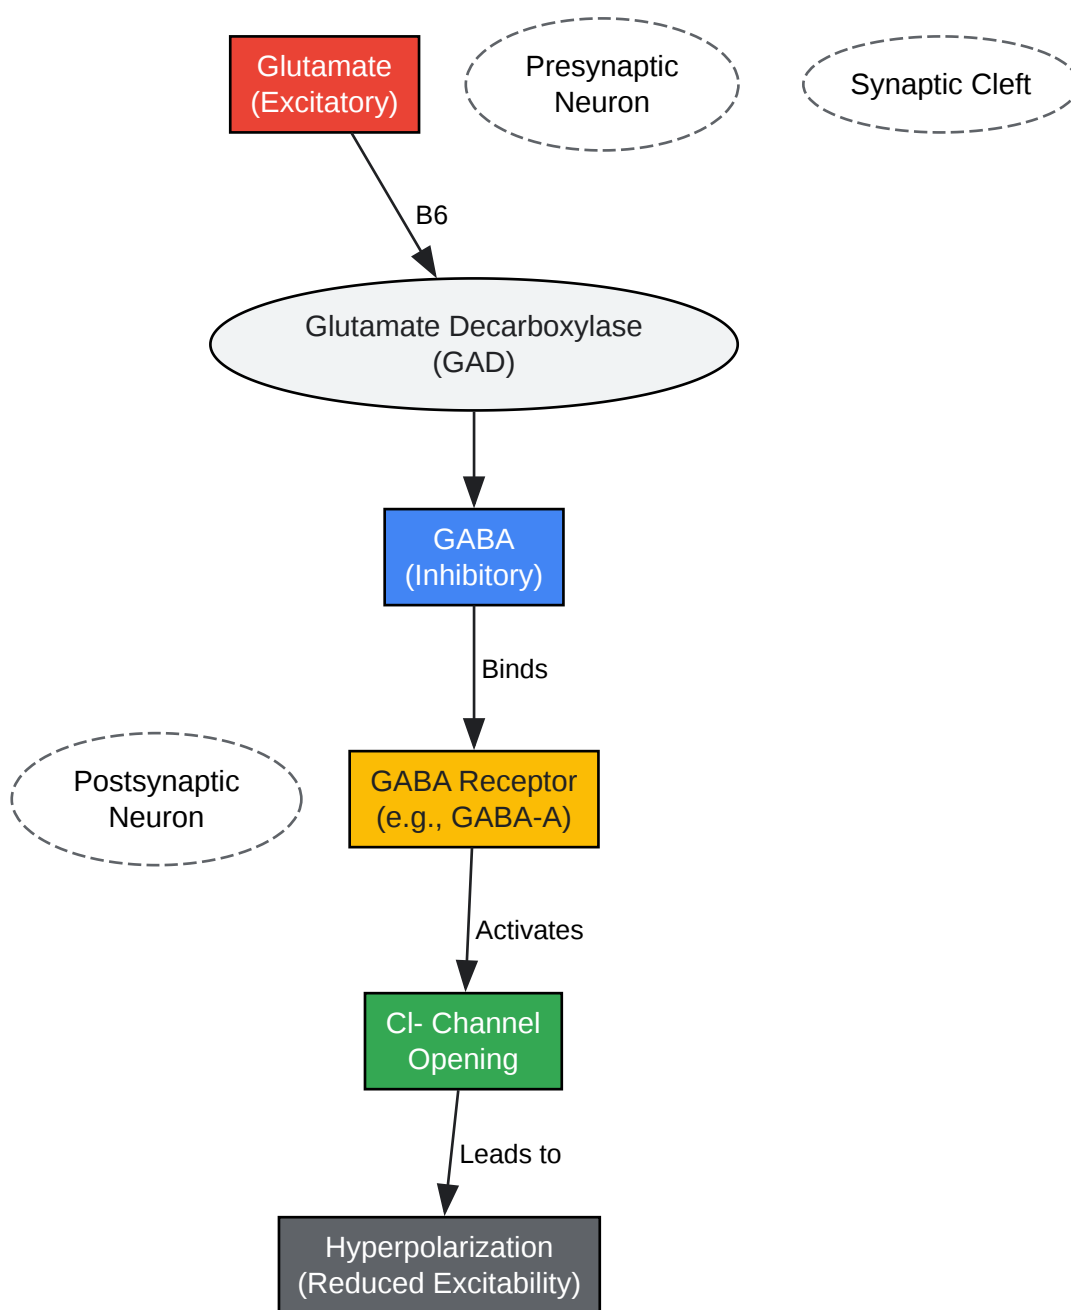 Glutamate
(Excitatory)
Presynaptic
Neuron
Synaptic Cleft
B6
Glutamate Decarboxylase
(GAD)
GABA
(Inhibitory)
Binds
Postsynaptic
Neuron
GABA Receptor
(e.g., GABA-A)
Activates
Cl- Channel
Opening
Leads to
Hyperpolarization
(Reduced Excitability)